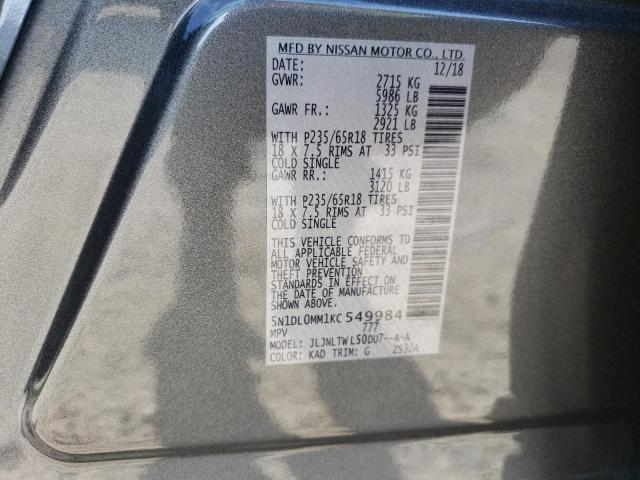 MFD BY NISSAN MOTOR CO., LTD.
DATE: 12/18
GVWR: 2715 KG
5986 LB
GAWR FR.: 1325 KG
2921 LB
WITH P235/65R18 TIRES
18 X 7.5 RIMS AT 33 PSI
COLD SINGLE
GAWR RR.: 1415 KG
3120 LB
WITH P235/65R18 TIRES
18 X 7.5 RIMS AT 33 PSI
COLD SINGLE
THIS VEHICLE CONFORMS TO
ALL APPLICABLE FEDERAL
MOTOR VEHICLE SAFETY AND
THEFT PREVENTION
STANDARDS IN EFFECT ON
THE DATE OF MANUFACTURE
SHOWN ABOVE.
5N1DL0MM1KC549984
MPV 777
MODEL: JLJNLTWL50DU7--A-A
COLOR: KAD TRIM: G ZS30A